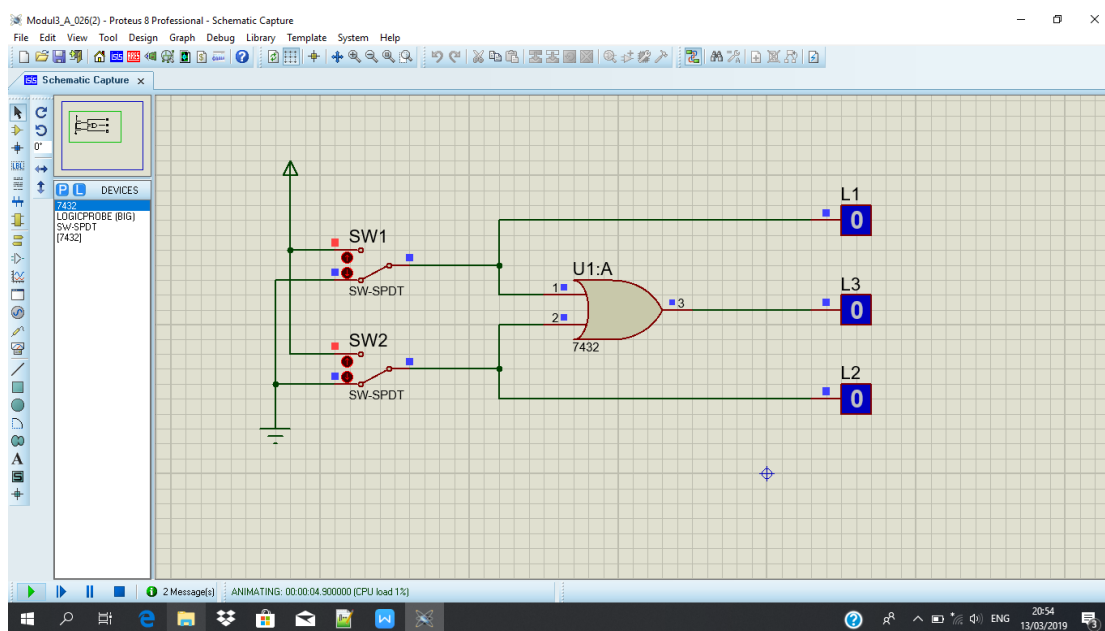 Modul3_A_026(2) - Proteus 8 Professional - Schematic Capture
File Edit View Tool Design Graph Debug Library Template System Help
Schematic Capture x
0°
LBL
P L DEVICES
7432
LOGICPROBE (BIG)
SW-SPDT
[7432]
A
S
SW1
SW-SPDT
SW2
SW-SPDT
U1:A
1
2
3
7432
L1
0
L3
0
L2
0
2 Message(s)
ANIMATING: 00:00:04.900000 (CPU load 1%)
ENG
20:54
13/03/2019
3